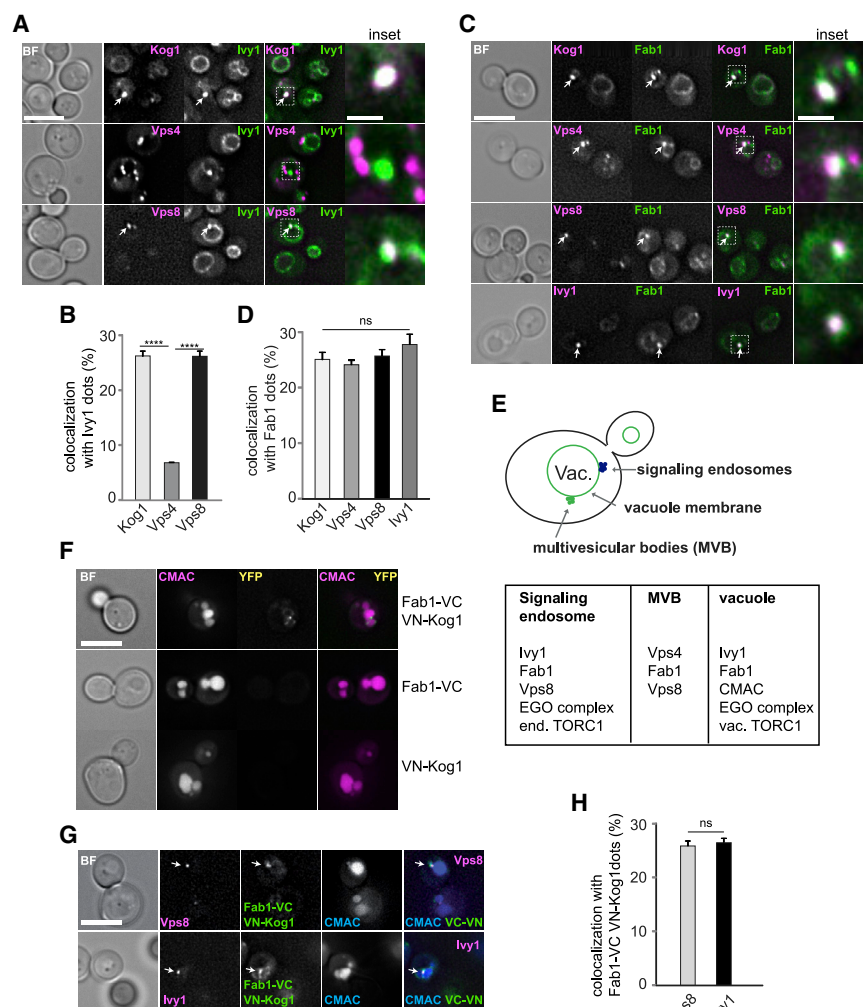 A
BF
Kog1
Ivy1
Kog1 Ivy1
inset
Vps4
Ivy1
Vps4 Ivy1
Vps8
Ivy1
Vps8 Ivy1
C
BF
Kog1
Fab1
Kog1 Fab1
inset
Vps4
Fab1
Vps4 Fab1
Vps8
Fab1
Vps8 Fab1
Ivy1
Fab1
Ivy1 Fab1
B
colocalization
with Ivy1 dots (%)
30
20
10
0
**** ****
Kog1
Vps4
Vps8
D
colocalization
with Fab1 dots (%)
30
20
10
0
ns
Kog1
Vps4
Vps8
Ivy1
E
Vac.
signaling endosomes
vacuole membrane
multivesicular bodies (MVB)
Signaling
endosome
Ivy1
Fab1
Vps8
EGO complex
end. TORC1
MVB
Vps4
Fab1
Vps8
vacuole
Ivy1
Fab1
CMAC
EGO complex
vac. TORC1
F
BF
CMAC
YFP
CMAC YFP
Fab1-VC
VN-Kog1
Fab1-VC
VN-Kog1
G
BF
Vps8
Fab1-VC
VN-Kog1
CMAC
Vps8
CMAC VC-VN
Ivy1
Fab1-VC
VN-Kog1
CMAC
Ivy1
CMAC VC-VN
H
colocalization with
Fab1-VC VN-Kog1dots (%)
30
20
10
0
ns